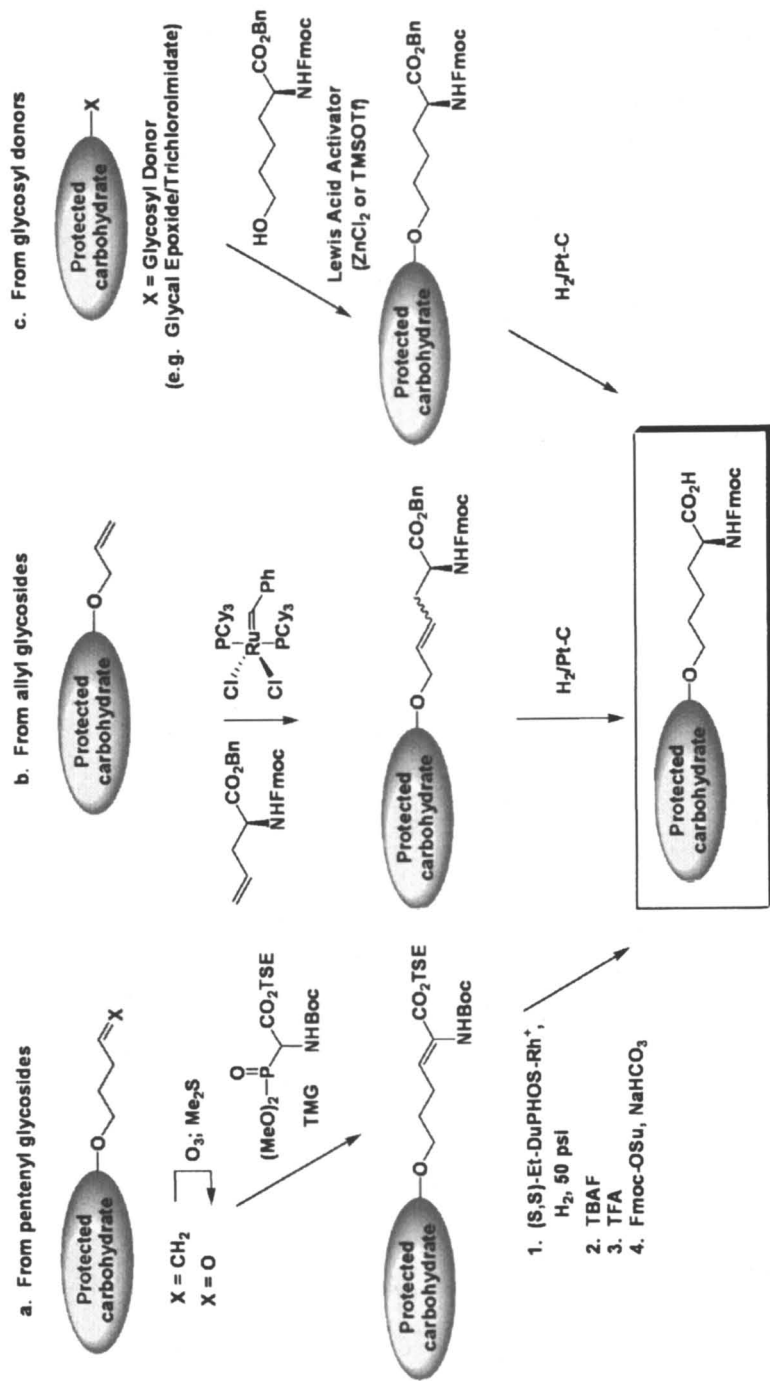 a. From pentenyl glycosides
Protected
carbohydrate
O
X
X = CH2
X = O
O3; Me2S
O
(MeO)2-P
CO2TSE
NHBoc
TMG
Protected
carbohydrate
O
CO2TSE
NHBoc
1. (S,S)-Et-DuPHOS-Rh+,
H2, 50 psi
2. TBAF
3. TFA
4. Fmoc-OSu, NaHCO3
b. From allyl glycosides
Protected
carbohydrate
O
CO2Bn
NHFmoc
PCy3
Cl
Ru
Ph
Cl
PCy3
Protected
carbohydrate
O
CO2Bn
NHFmoc
H2/Pt-C
c. From glycosyl donors
Protected
carbohydrate
X
X = Glycosyl Donor
(e.g. Glycal Epoxide/Trichloroimidate)
HO
CO2Bn
NHFmoc
Lewis Acid Activator
(ZnCl2 or TMSOTf)
Protected
carbohydrate
O
CO2Bn
NHFmoc
H2/Pt-C
Protected
carbohydrate
O
CO2H
NHFmoc